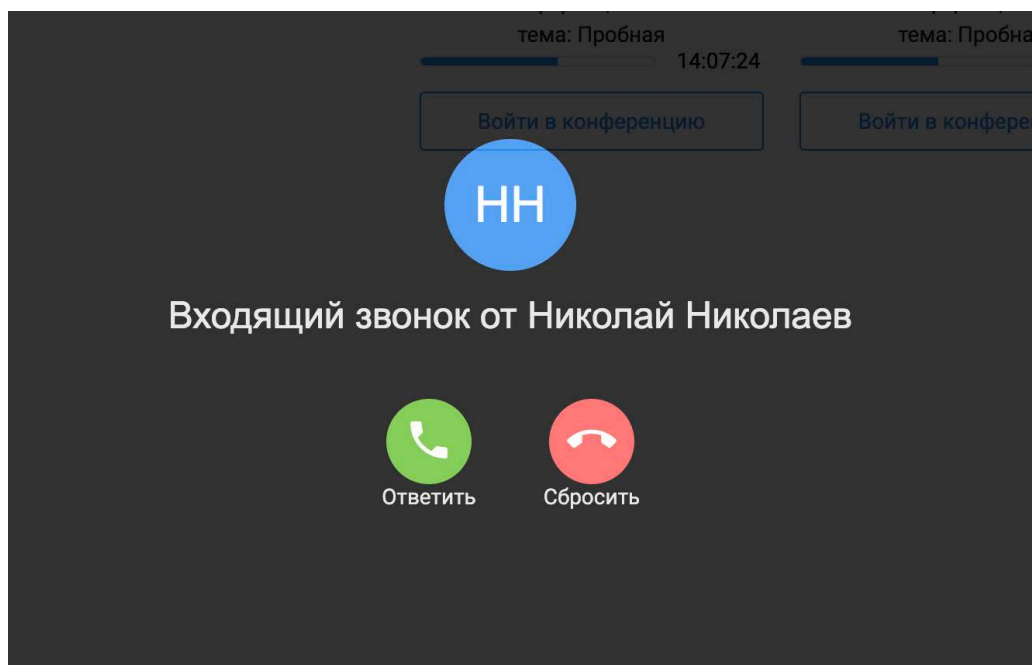 тема: Пробная
14:07:24
Войти в конференцию
тема: Пробна
Войти в конфере
НН
Входящий звонок от Николай Николаев
Ответить
Сбросить